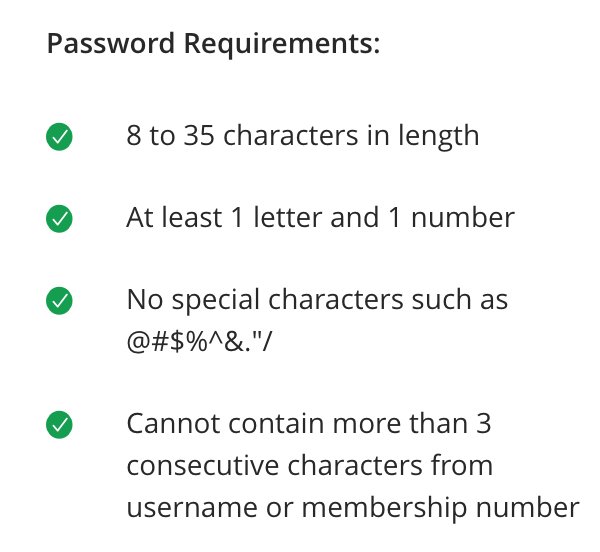 Password Requirements:
8 to 35 characters in length
At least 1 letter and 1 number
No special characters such as
@#$%^&."/
Cannot contain more than 3
consecutive characters from
username or membership number